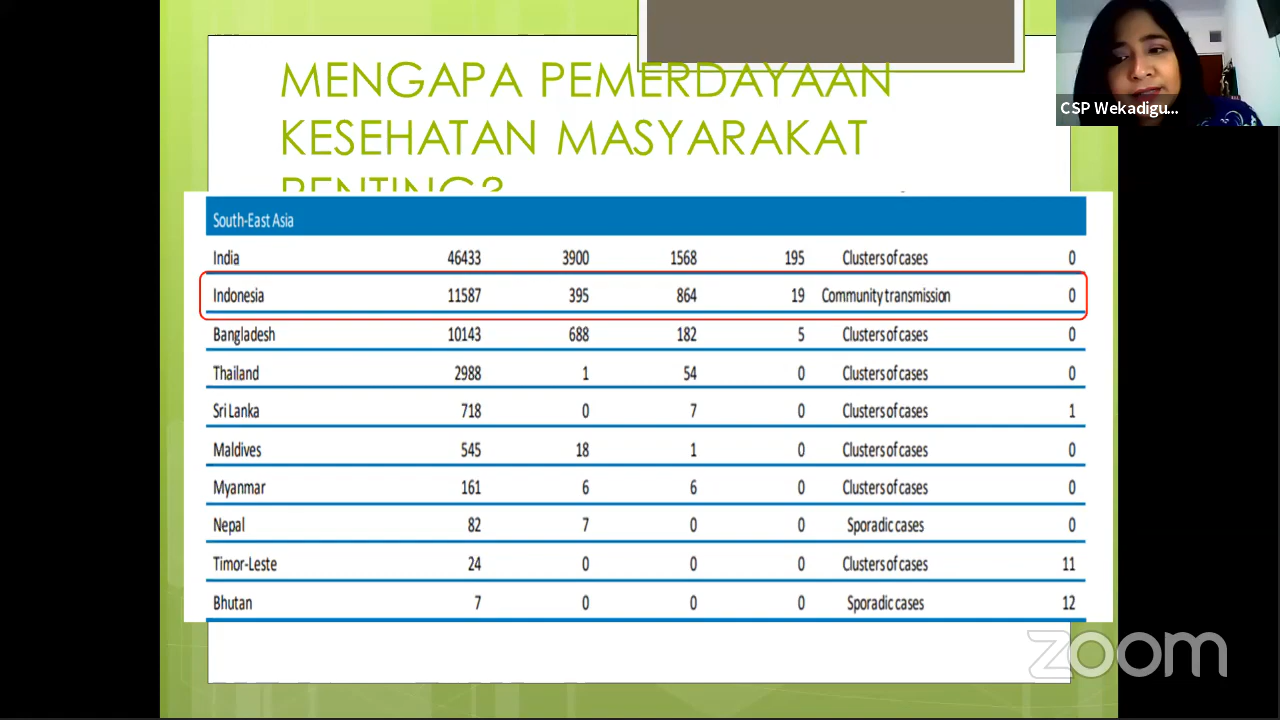 MENGAPA PEMERDAYAAN
KESEHATAN MASYARAKAT
PENTING?
CSP Wekadigu...
South-East Asia
India 46433 3900 1568 195 Clusters of cases 0
Indonesia 11587 395 864 19 Community transmission 0
Bangladesh 10143 688 182 5 Clusters of cases 0
Thailand 2988 1 54 0 Clusters of cases 0
Sri Lanka 718 0 7 0 Clusters of cases 1
Maldives 545 18 1 0 Clusters of cases 0
Myanmar 161 6 6 0 Clusters of cases 0
Nepal 82 7 0 0 Sporadic cases 0
Timor-Leste 24 0 0 0 Clusters of cases 11
Bhutan 7 0 0 0 Sporadic cases 12
zoom